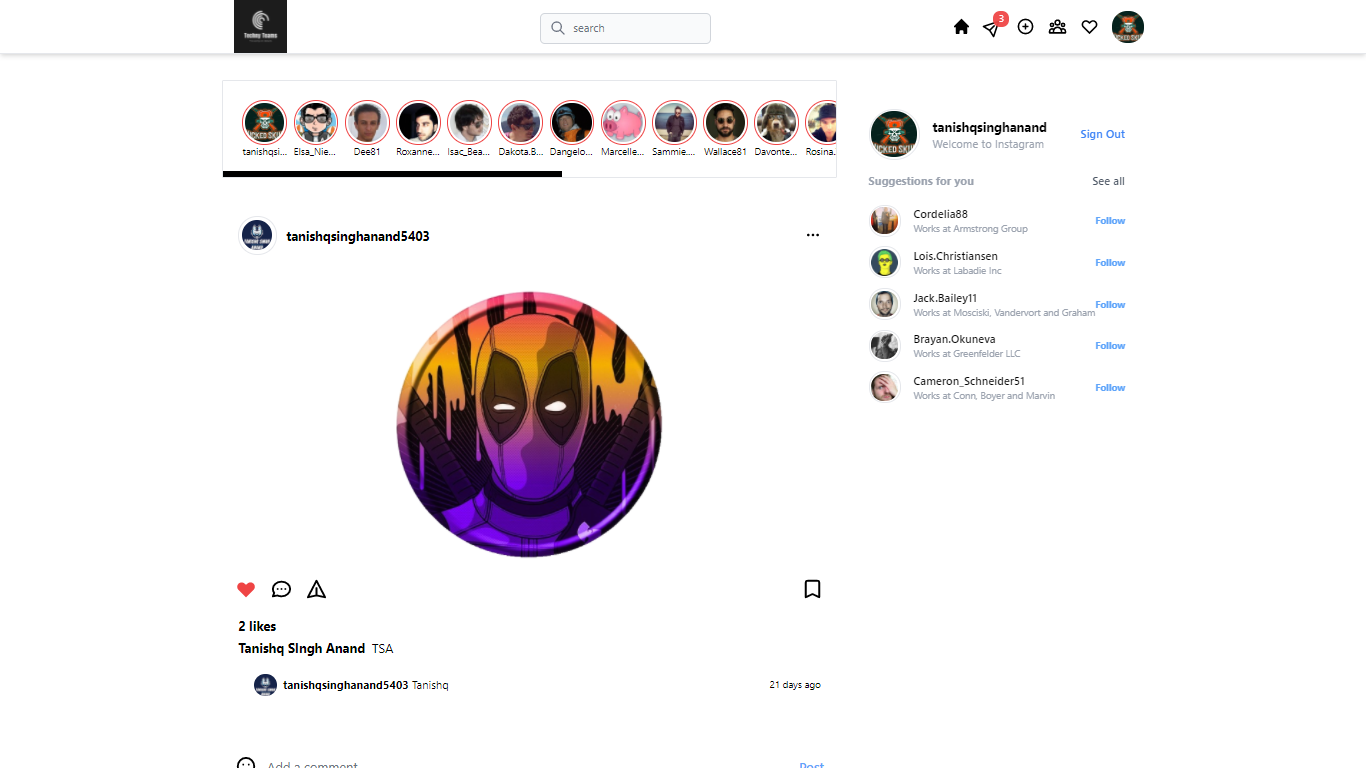 Techey Teams
search
3
tanishqsi...
Elsa_Nie...
Dee81
Roxanne...
Isac_Bea...
Dakota.B...
Dangelo...
Marcelle...
Sammie....
Wallace81
Davonte...
Rosina.
tanishqsinghanand
Welcome to Instagram
Sign Out
Suggestions for you
See all
Cordelia88
Works at Armstrong Group
Follow
Lois.Christiansen
Works at Labadie Inc
Follow
Jack.Bailey11
Works at Mosciski, Vandervort and Graham
Follow
Brayan.Okuneva
Works at Greenfelder LLC
Follow
Cameron_Schneider51
Works at Conn, Boyer and Marvin
Follow
tanishqsinghanand5403
2 likes
Tanishq SIngh Anand TSA
tanishqsinghanand5403 Tanishq
21 days ago
Add a comment
Post